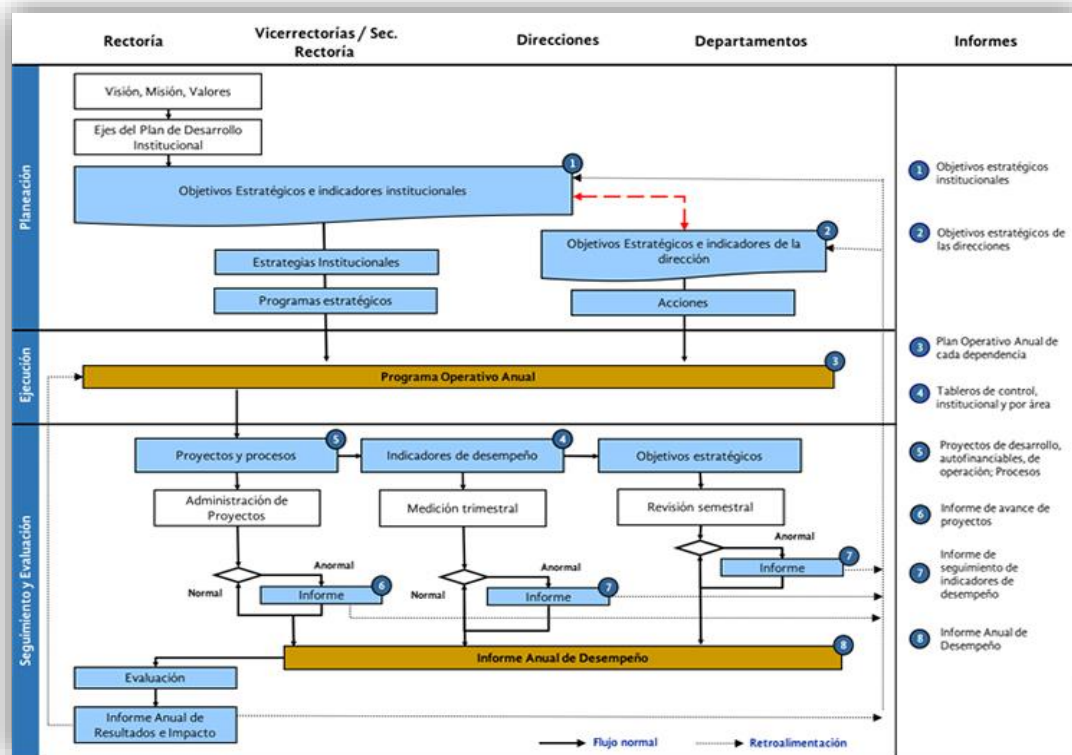 Rectoría
Vicerrectorías / Sec.
Rectoría
Direcciones
Departamentos
Informes
Planeación
Visión, Misión, Valores
Ejes del Plan de Desarrollo
Institucional
1
Objetivos Estratégicos e indicadores institucionales
2
Objetivos Estratégicos e indicadores de la
dirección
Estrategias Institucionales
Programas estratégicos
Acciones
Ejecución
3
Programa Operativo Anual
Seguimiento y Evaluación
Proyectos y procesos
5
Indicadores de desempeño
4
Objetivos estratégicos
Administración de
Proyectos
Medición trimestral
Revisión semestral
Anormal
Normal
Informe
6
Anormal
Normal
Informe
7
Anormal
Informe
7
Informe Anual de Desempeño
8
Evaluación
Informe Anual de
Resultados e Impacto
Flujo normal
Retroalimentación
1
Objetivos estratégicos
institucionales
2
Objetivos estratégicos de
las direcciones
3
Plan Operativo Anual de
cada dependencia
4
Tableros de control,
institucional y por área
5
Proyectos de desarrollo,
autofinanciables, de
operación; Procesos
6
Informe de avance de
proyectos
7
Informe de
seguimiento de
indicadores de
desempeño
8
Informe Anual de
Desempeño